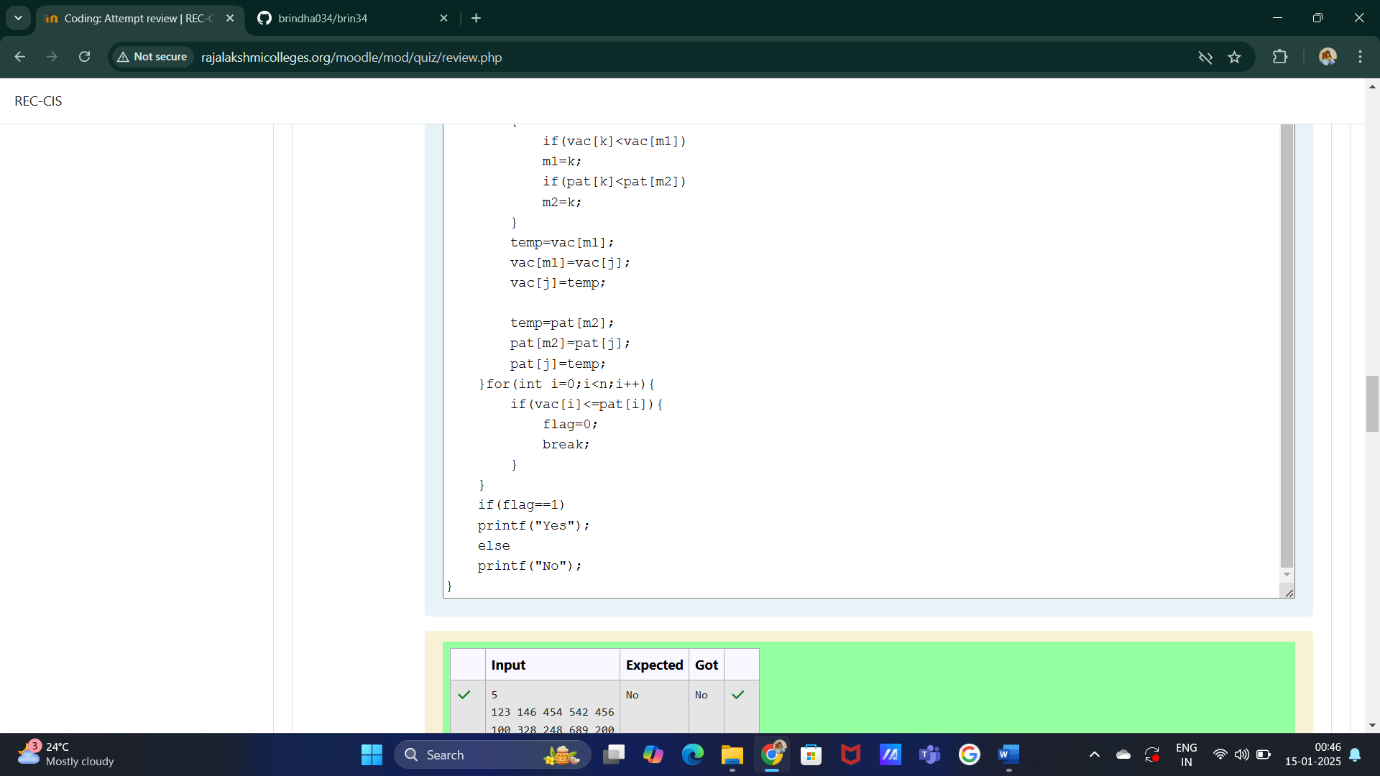 Coding: Attempt review | REC-C
brindha034/brin34
Not secure
rajalakshmicolleges.org/moodle/mod/quiz/review.php
REC-CIS
if(vac[k]<vac[m1])
m1=k;
if(pat[k]<pat[m2])
m2=k;
}
temp=vac[m1];
vac[m1]=vac[j];
vac[j]=temp;
temp=pat[m2];
pat[m2]=pat[j];
pat[j]=temp;
}for(int i=0;i<n;i++){
if(vac[i]<=pat[i]){
flag=0;
break;
}
}
if(flag==1)
printf("Yes");
else
printf("No");
}
Input Expected Got
5 No No
123 146 454 542 456
100 328 248 689 200
3
24°C
Mostly cloudy
Search
W
ENG
IN
00:46
15-01-2025